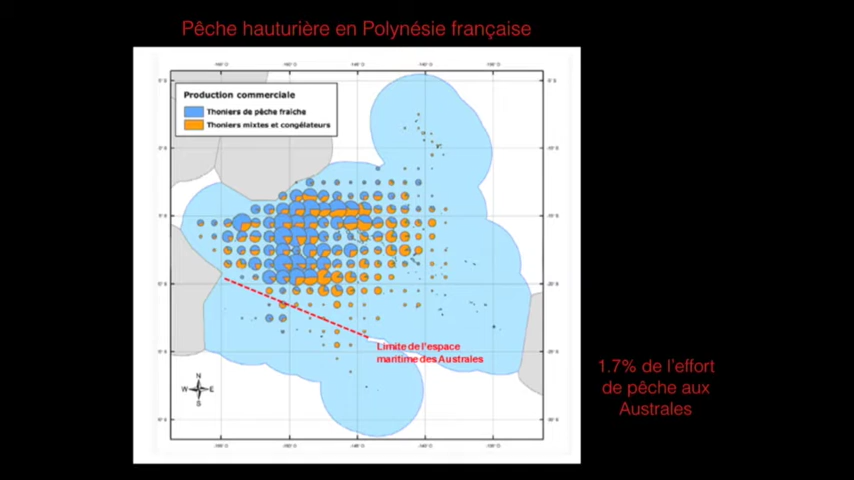 Pêche hauturière en Polynésie française
Production commerciale
Thoniers de pêche fraîche
Thoniers mixtes et congélateurs
Limite de l'espace
maritime des Australes
N
W
E
S
1.7% de l'effort
de pêche aux
Australes